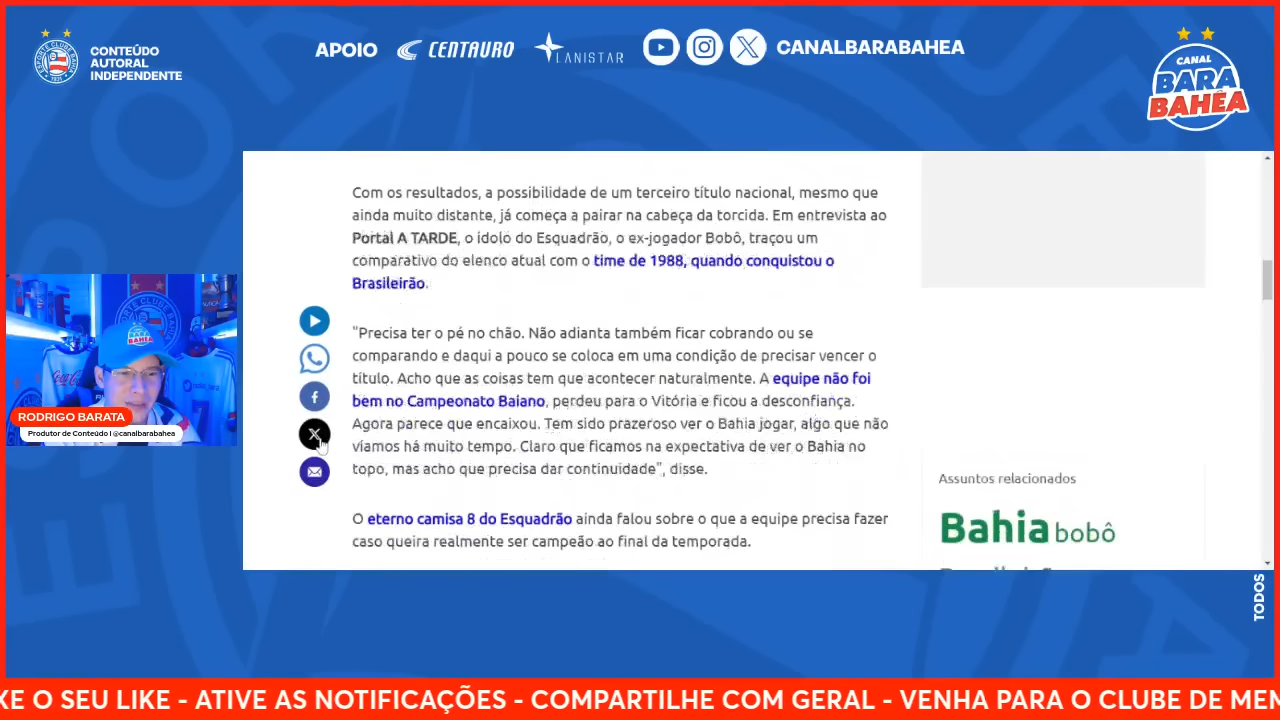 CONTEÚDO
AUTORAL
INDEPENDENTE
APOIO
CENTAURO
LANISTAR
CANALBARABAHEA
CANAL
BARA
BAHÊA
Com os resultados, a possibilidade de um terceiro título nacional, mesmo que
ainda muito distante, já começa a pairar na cabeça da torcida. Em entrevista ao
Portal A TARDE, o ídolo do Esquadrão, o ex-jogador Bobô, traçou um
comparativo do elenco atual com o time de 1988, quando conquistou o
Brasileirão.
"Precisa ter o pé no chão. Não adianta também ficar cobrando ou se
comparando e daqui a pouco se coloca em uma condição de precisar vencer o
título. Acho que as coisas tem que acontecer naturalmente. A equipe não foi
bem no Campeonato Baiano, perdeu para o Vitória e ficou a desconfiança.
Agora parece que encaixou. Tem sido prazeroso ver o Bahia jogar, algo que não
víamos há muito tempo. Claro que ficamos na expectativa de ver o Bahia no
topo, mas acho que precisa dar continuidade", disse.
O eterno camisa 8 do Esquadrão ainda falou sobre o que a equipe precisa fazer
caso queira realmente ser campeão ao final da temporada.
Assuntos relacionados
Bahia bobô
RODRIGO BARATA
Produtor de Conteúdo | @canalbarabahea
TODOS
XE O SEU LIKE - ATIVE AS NOTIFICAÇÕES - COMPARTILHE COM GERAL - VENHA PARA O CLUBE DE MEM